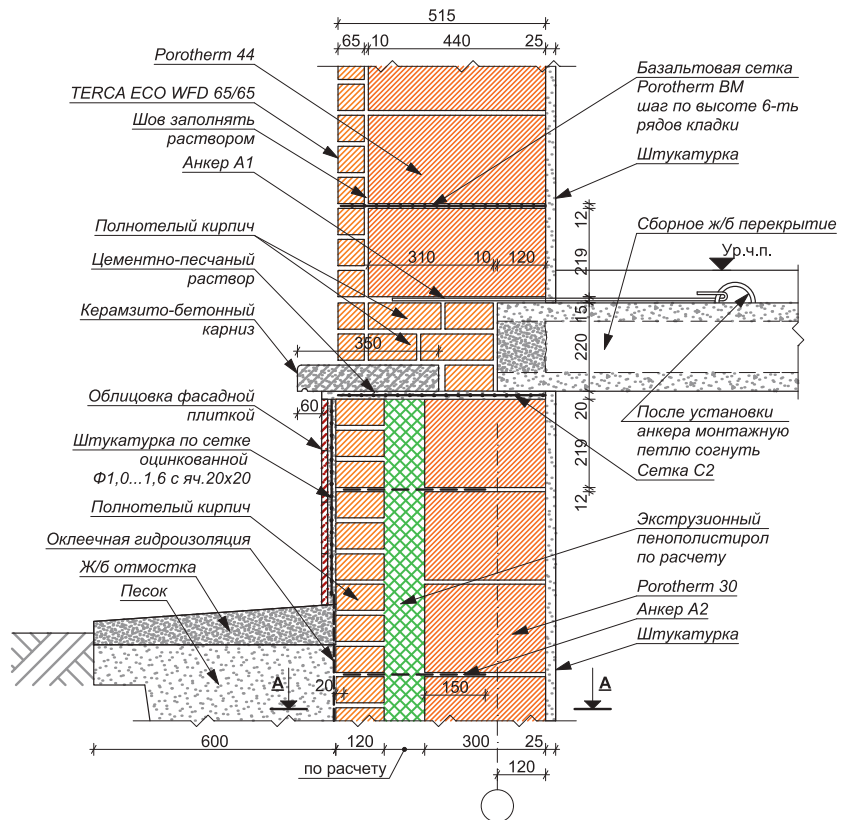 515
65 10 440 25
Porotherm 44
TERCA ECO WFD 65/65
Шов заполнять
раствором
Анкер А1
Полнотелый кирпич
Цементно-песчаный
раствор
Керамзито-бетонный
карниз
Облицовка фасадной
плиткой
Штукатурка по сетке
оцинкованной
Ф1,0...1,6 с яч.20х20
Полнотелый кирпич
Оклеечная гидроизоляция
Ж/б отмостка
Песок
Базальтовая сетка
Porotherm BM
шаг по высоте 6-ть
рядов кладки
Штукатурка
Сборное ж/б перекрытие
Ур.ч.п.
310 10 120
12
219
15
220
20
219
12
350
60
После установки
анкера монтажную
петлю согнуть
Сетка С2
Экструзионный
пенополистирол
по расчету
Porotherm 30
Анкер А2
Штукатурка
А
20
150
А
600 120 300 25
по расчету
120